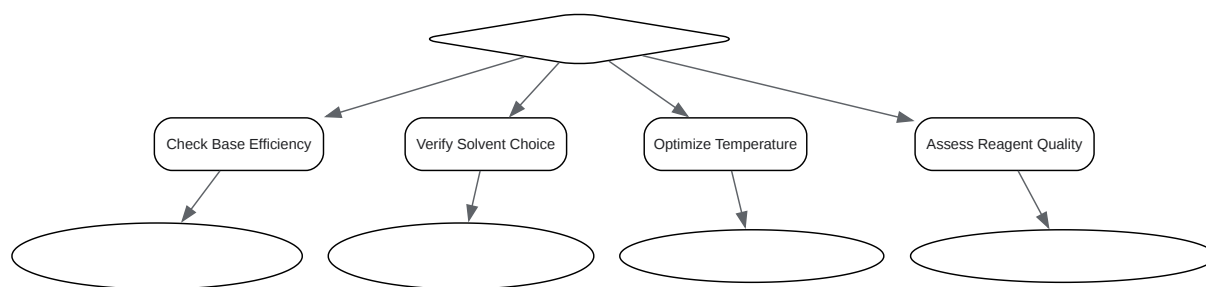 Check Base Efficiency
Verify Solvent Choice
Optimize Temperature
Assess Reagent Quality